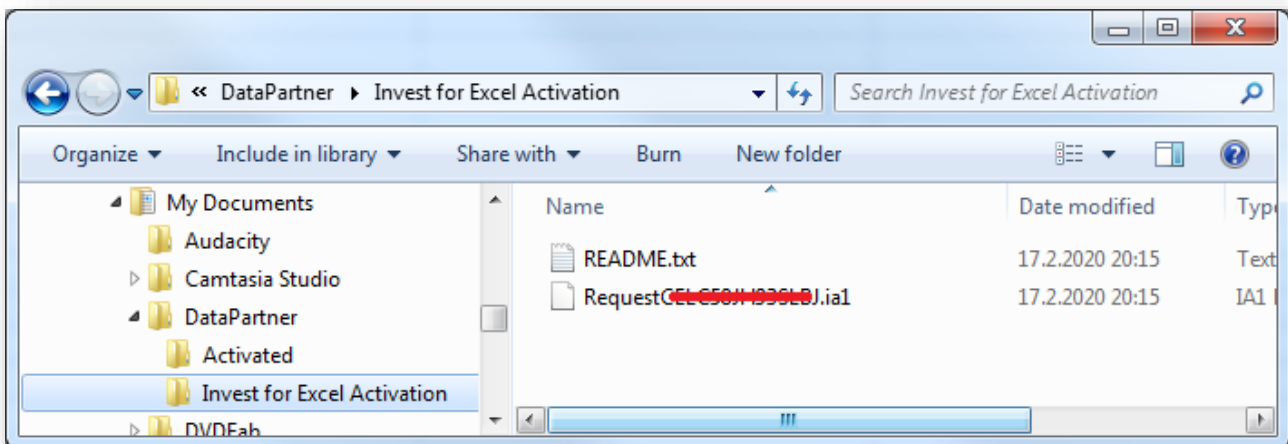 « DataPartner ▸ Invest for Excel Activation
Search Invest for Excel Activation
Organize Include in library Share with Burn New folder
My Documents
Audacity
Camtasia Studio
DataPartner
Activated
Invest for Excel Activation
DVDFab
Name Date modified Typ
README.txt 17.2.2020 20:15 Text
.ia1 17.2.2020 20:15 IA1